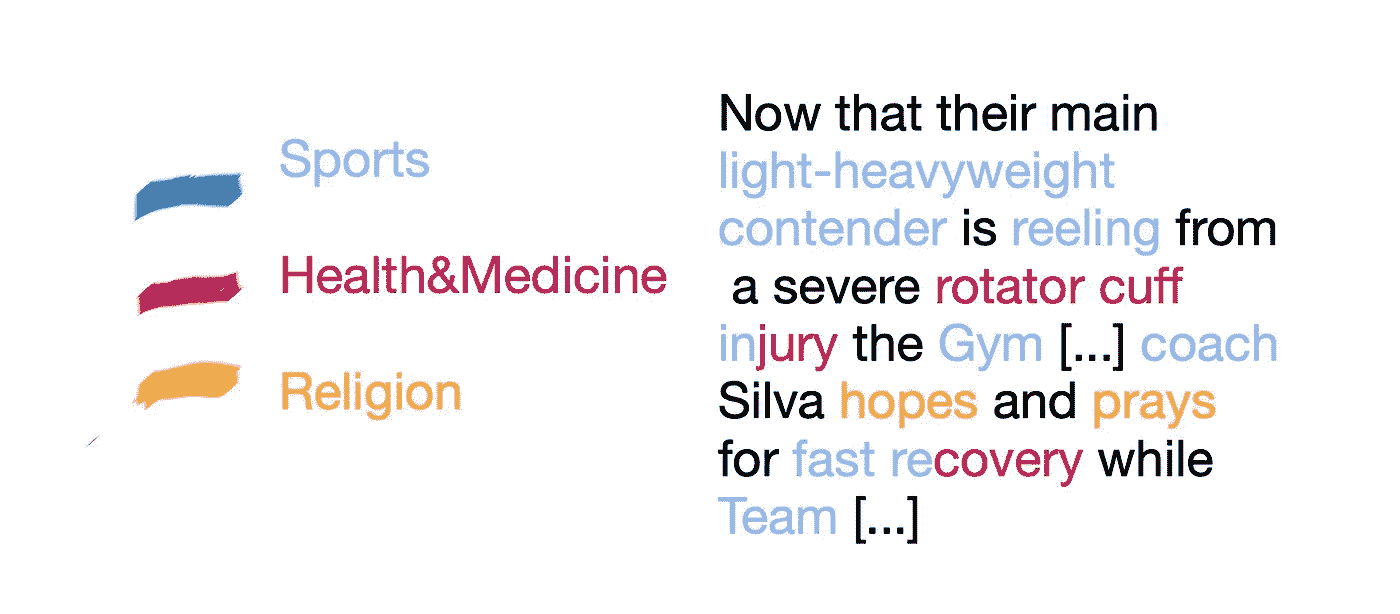 Sports
Health&Medicine
Religion
Now that their main
light-heavyweight
contender is reeling from
a severe rotator cuff
injury the Gym [...] coach
Silva hopes and prays
for fast recovery while
Team [...]